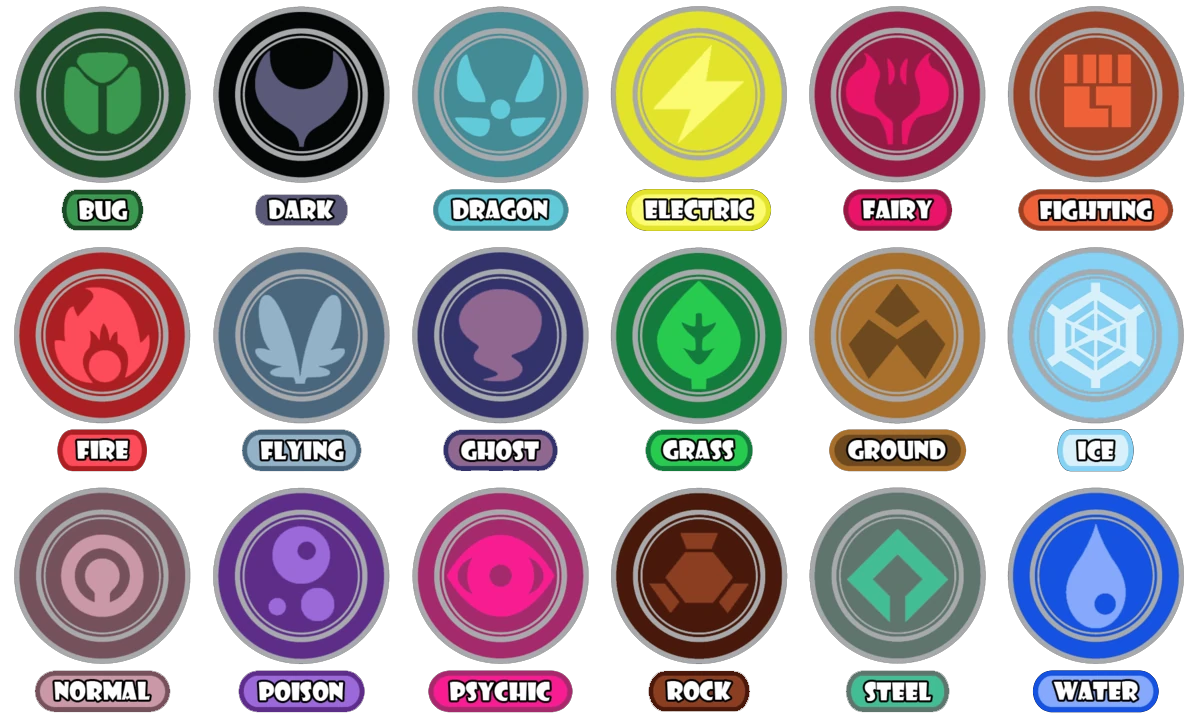 BUG
DARK
DRAGON
ELECTRIC
FAIRY
FIGHTING
FIRE
FLYING
GHOST
GRASS
GROUND
ICE
NORMAL
POISON
PSYCHIC
ROCK
STEEL
WATER